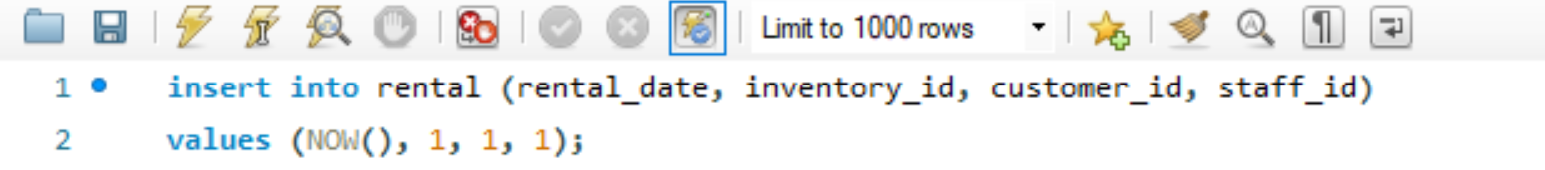 Limit to 1000 rows
1 insert into rental (rental_date, inventory_id, customer_id, staff_id)
2 values (NOW(), 1, 1, 1);